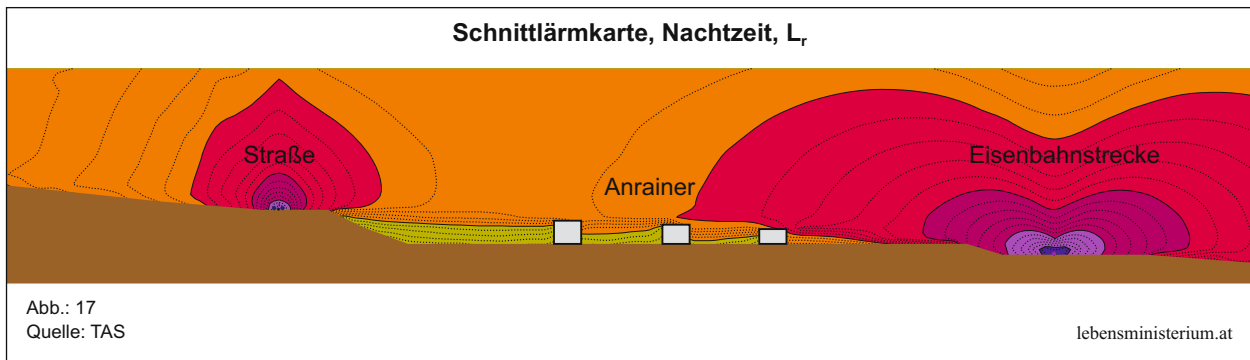 Schnittlärmkarte, Nachtzeit, Lr
Straße
Eisenbahnstrecke
Anrainer
Abb.: 17
Quelle: TAS
lebensministerium.at